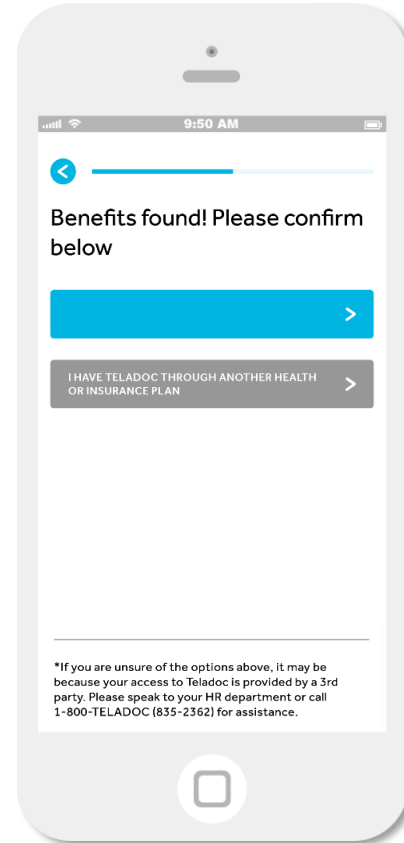 9:50 AM
Benefits found! Please confirm
below
I HAVE TELADOC THROUGH ANOTHER HEALTH
OR INSURANCE PLAN
*If you are unsure of the options above, it may be
because your access to Teladoc is provided by a 3rd
party. Please speak to your HR department or call
1-800-TELADOC (835-2362) for assistance.